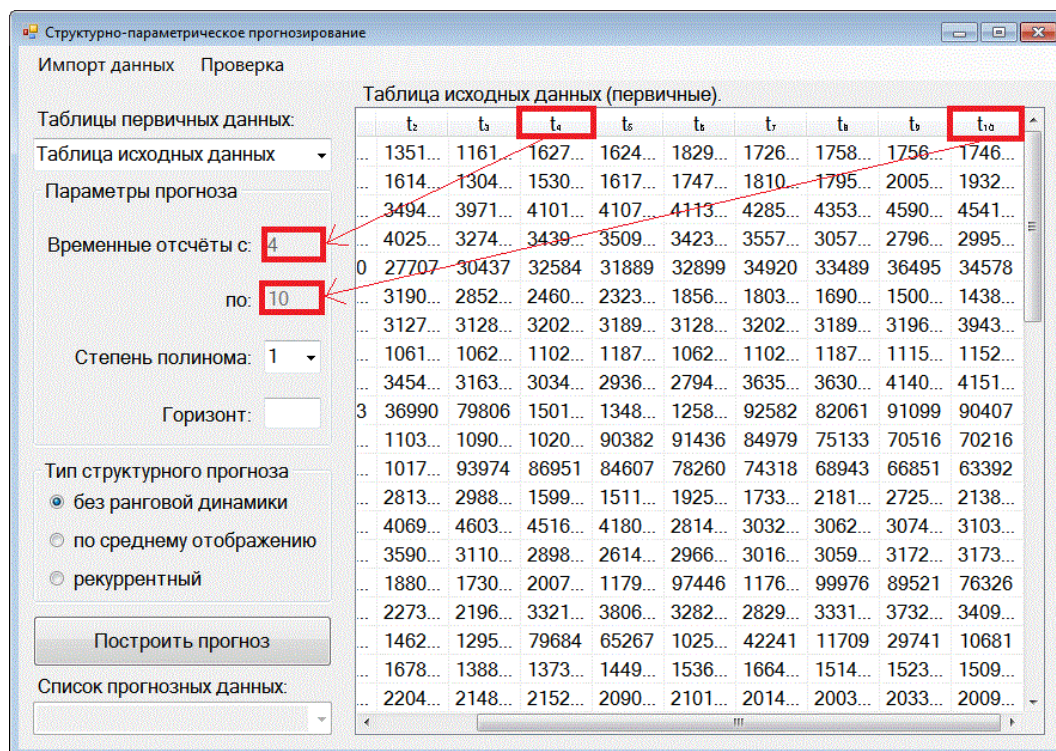 Структурно-параметрическое прогнозирование
Импорт данных Проверка
Таблицы первичных данных:
Таблица исходных данных
Параметры прогноза
Временные отсчёты с: 4
по: 10
Степень полинома: 1
Горизонт:
Тип структурного прогноза
без ранговой динамики
по среднему отображению
рекуррентный
Построить прогноз
Список прогнозных данных:
Таблица исходных данных (первичные).
t₂ t₃ t₄ t₅ t₆ t₇ t₈ t₉ t₁₀
... 1351... 1161... 1627... 1624... 1829... 1726... 1758... 1756... 1746...
... 1614... 1304... 1530... 1617... 1747... 1810... 1795... 2005... 1932...
... 3494... 3971... 4101... 4107... 4113... 4285... 4353... 4590... 4541...
... 4025... 3274... 3439... 3509... 3423... 3557... 3057... 2796... 2995...
0 27707 30437 32584 31889 32899 34920 33489 36495 34578
... 3190... 2852... 2460... 2323... 1856... 1803... 1690... 1500... 1438...
... 3127... 3128... 3202... 3189... 3128... 3202... 3189... 3196... 3943...
... 1061... 1062... 1102... 1187... 1062... 1102... 1187... 1115... 1152...
... 3454... 3163... 3034... 2936... 2794... 3635... 3630... 4140... 4151...
3 36990 79806 1501... 1348... 1258... 92582 82061 91099 90407
... 1103... 1090... 1020... 90382 91436 84979 75133 70516 70216
... 1017... 93974 86951 84607 78260 74318 68943 66851 63392
... 2813... 2988... 1599... 1511... 1925... 1733... 2181... 2725... 2138...
... 4069... 4603... 4516... 4180... 2814... 3032... 3062... 3074... 3103...
... 3590... 3110... 2898... 2614... 2966... 3016... 3059... 3172... 3173...
... 1880... 1730... 2007... 1179... 97446 1176... 99976 89521 76326
... 2273... 2196... 3321... 3806... 3282... 2829... 3331... 3732... 3409...
... 1462... 1295... 79684 65267 1025... 42241 11709 29741 10681
... 1678... 1388... 1373... 1449... 1536... 1664... 1514... 1523... 1509...
... 2204... 2148... 2152... 2090... 2101... 2014... 2003... 2033... 2009...